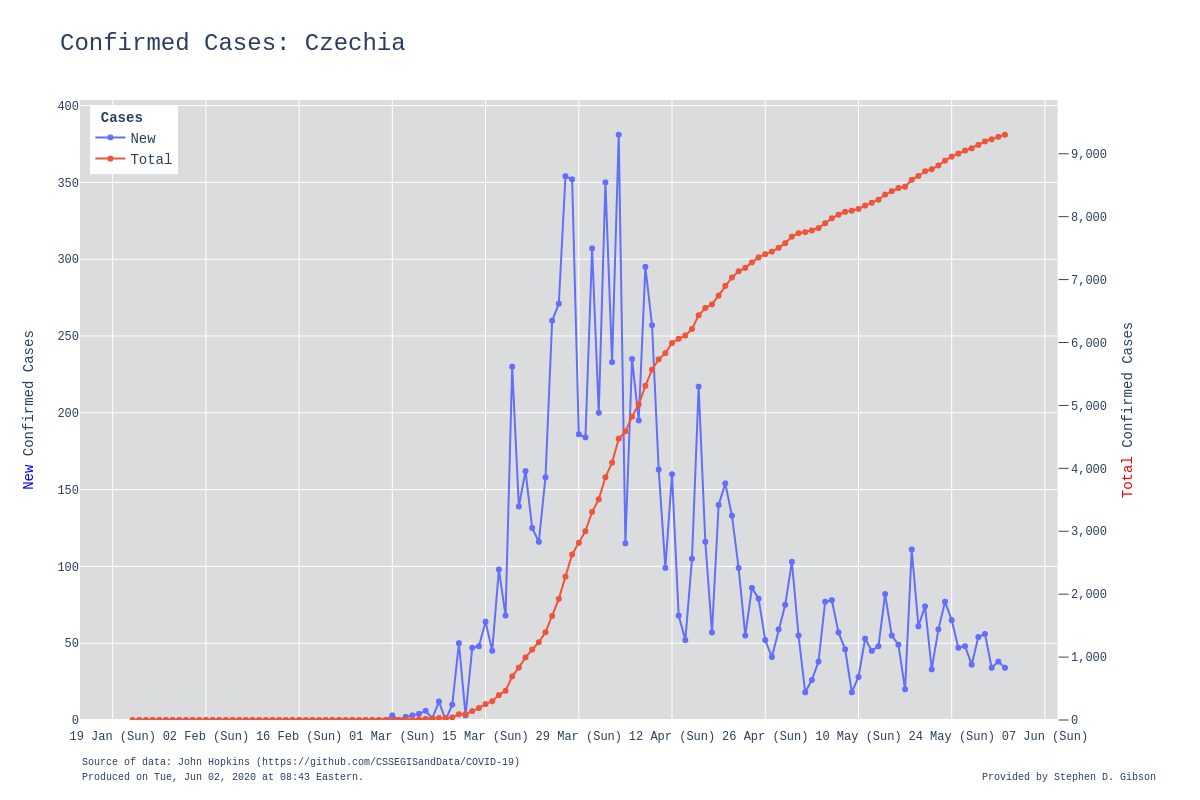 Confirmed Cases: Czechia
Cases
New
Total
400
350
300
250
200
150
100
50
0
9,000
8,000
7,000
6,000
5,000
4,000
3,000
2,000
1,000
0
New Confirmed Cases
Total Confirmed Cases
19 Jan (Sun) 02 Feb (Sun) 16 Feb (Sun) 01 Mar (Sun) 15 Mar (Sun) 29 Mar (Sun) 12 Apr (Sun) 26 Apr (Sun) 10 May (Sun) 24 May (Sun) 07 Jun (Sun)
Source of data: John Hopkins (https://github.com/CSSEGISandData/COVID-19)
Produced on Tue, Jun 02, 2020 at 08:43 Eastern.
Provided by Stephen D. Gibson